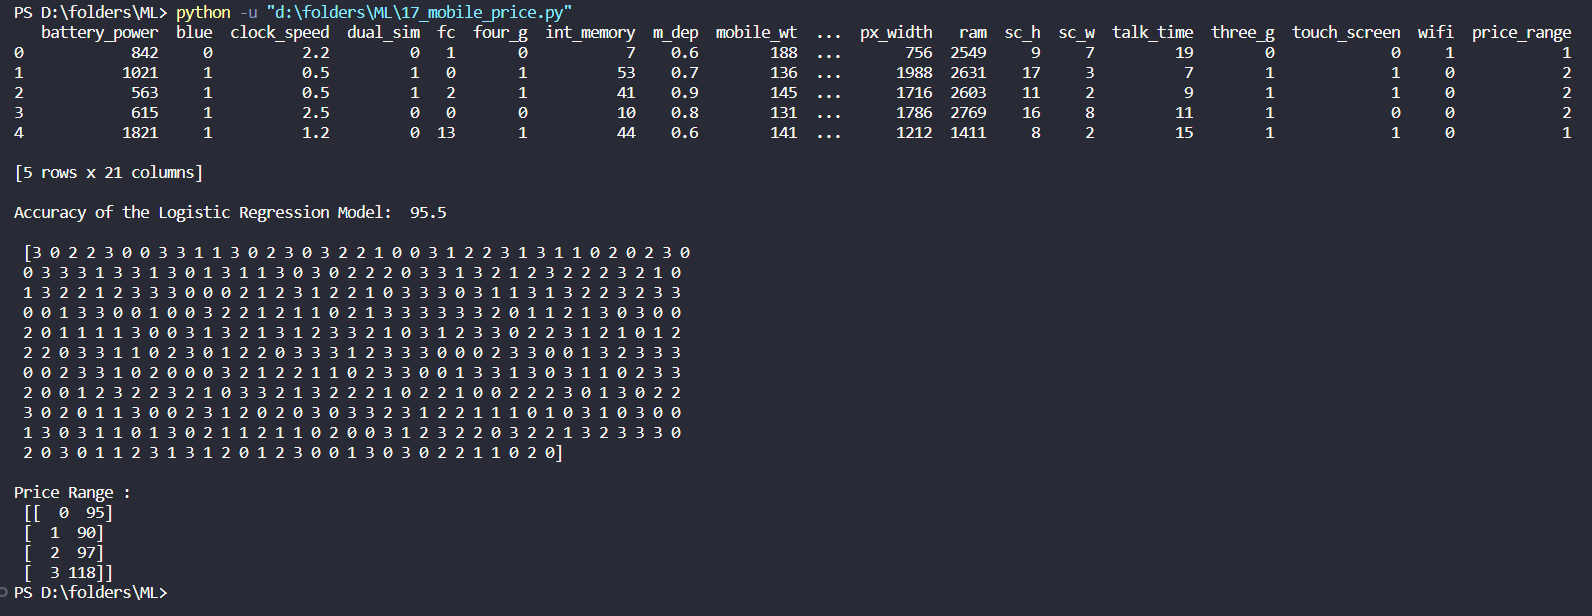 PS D:\folders\ML> python -u "d:\folders\ML\17_mobile_price.py"
   battery_power  blue  clock_speed  dual_sim  fc  four_g  int_memory  m_dep  mobile_wt  ...  px_width   ram  sc_h  sc_w  talk_time  three_g  touch_screen  wifi  price_range
0            842     0          2.2         0   1       0           7    0.6        188  ...       756  2549     9     7         19        0             0     1            1
1           1021     1          0.5         1   0       1          53    0.7        136  ...      1988  2631    17     3          7        1             1     0            2
2            563     1          0.5         1   2       1          41    0.9        145  ...      1716  2603    11     2          9        1             1     0            2
3            615     1          2.5         0   0       0          10    0.8        131  ...      1786  2769    16     8         11        1             0     0            2
4           1821     1          1.2         0  13       1          44    0.6        141  ...      1212  1411     8     2         15        1             1     0            1
[5 rows x 21 columns]
Accuracy of the Logistic Regression Model:  95.5
[3 0 2 2 3 0 0 3 3 1 1 3 0 2 3 0 3 2 2 1 0 0 3 1 2 2 3 1 3 1 1 0 2 0 2 3 0
0 3 3 3 1 3 3 1 3 0 1 3 1 1 3 0 3 0 2 2 2 0 3 3 1 3 2 1 2 3 2 2 2 3 2 1 0
1 3 2 2 1 2 3 3 3 0 0 0 2 1 2 3 1 2 2 1 0 3 3 3 0 3 1 1 3 1 3 2 2 3 2 3 3
0 0 1 3 3 0 0 1 0 0 3 2 2 1 2 1 1 0 2 1 3 3 3 3 3 3 2 0 1 1 2 1 3 0 3 0 0
2 0 1 1 1 1 3 0 0 3 1 3 2 1 3 1 2 3 3 2 1 0 3 1 2 3 3 0 2 2 3 1 2 1 0 1 2
2 2 0 3 3 1 1 0 2 3 0 1 2 2 0 3 3 3 1 2 3 3 3 0 0 0 2 3 3 0 0 1 3 2 3 3 3
0 0 2 3 3 1 0 2 0 0 0 3 2 1 2 2 1 1 0 2 3 3 0 0 1 3 3 1 3 0 3 1 1 0 2 3 3
2 0 0 1 2 3 2 2 3 2 1 0 3 3 2 1 3 2 2 2 1 0 2 2 1 0 0 2 2 2 3 0 1 3 0 2 2
3 0 2 0 1 1 3 0 0 2 3 1 2 0 2 0 3 0 3 3 2 3 1 2 2 1 1 1 0 1 0 3 1 0 3 0 0
1 3 0 3 1 1 0 1 3 0 2 1 1 2 1 1 0 2 0 0 3 1 2 3 2 2 0 3 2 2 1 3 2 3 3 3 0
2 0 3 0 1 1 2 3 1 3 1 2 0 1 2 3 0 0 1 3 0 3 0 2 2 1 1 0 2 0]
Price Range :
[[  0  95]
[  1  90]
[  2  97]
[  3 118]]
PS D:\folders\ML>